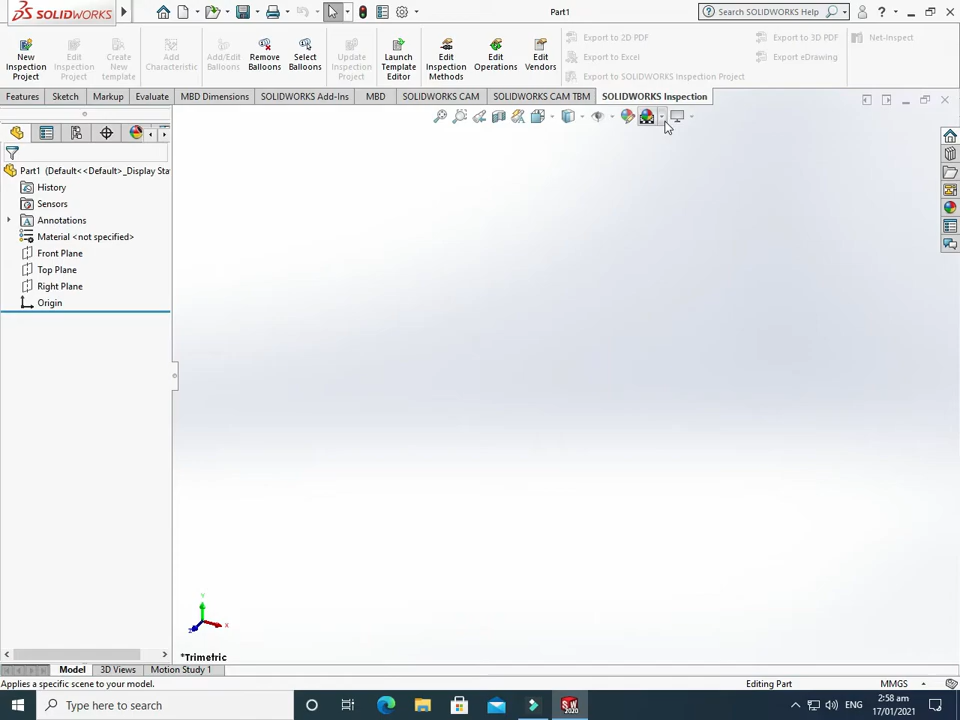 SOLIDWORKS
Part1
Search SOLIDWORKS Help
New Inspection Project
Edit Inspection Project
Create New template
Add Characteristic
Add/Edit Balloons
Remove Balloons
Select Balloons
Update Inspection Project
Launch Template Editor
Edit Inspection Methods
Edit Operations
Edit Vendors
Export to 2D PDF
Export to Excel
Export to SOLIDWORKS Inspection Project
Export to 3D PDF
Export eDrawing
Net-Inspect
Features
Sketch
Markup
Evaluate
MBD Dimensions
SOLIDWORKS Add-Ins
MBD
SOLIDWORKS CAM
SOLIDWORKS CAM TBM
SOLIDWORKS Inspection
Part1 (Default<<Default>_Display Sta
History
Sensors
Annotations
Material <not specified>
Front Plane
Top Plane
Right Plane
Origin
Y
X
Z
*Trimetric
Model
3D Views
Motion Study 1
Applies a specific scene to your model.
Editing Part
MMGS
Type here to search
SW
2020
2:58 am
17/01/2021